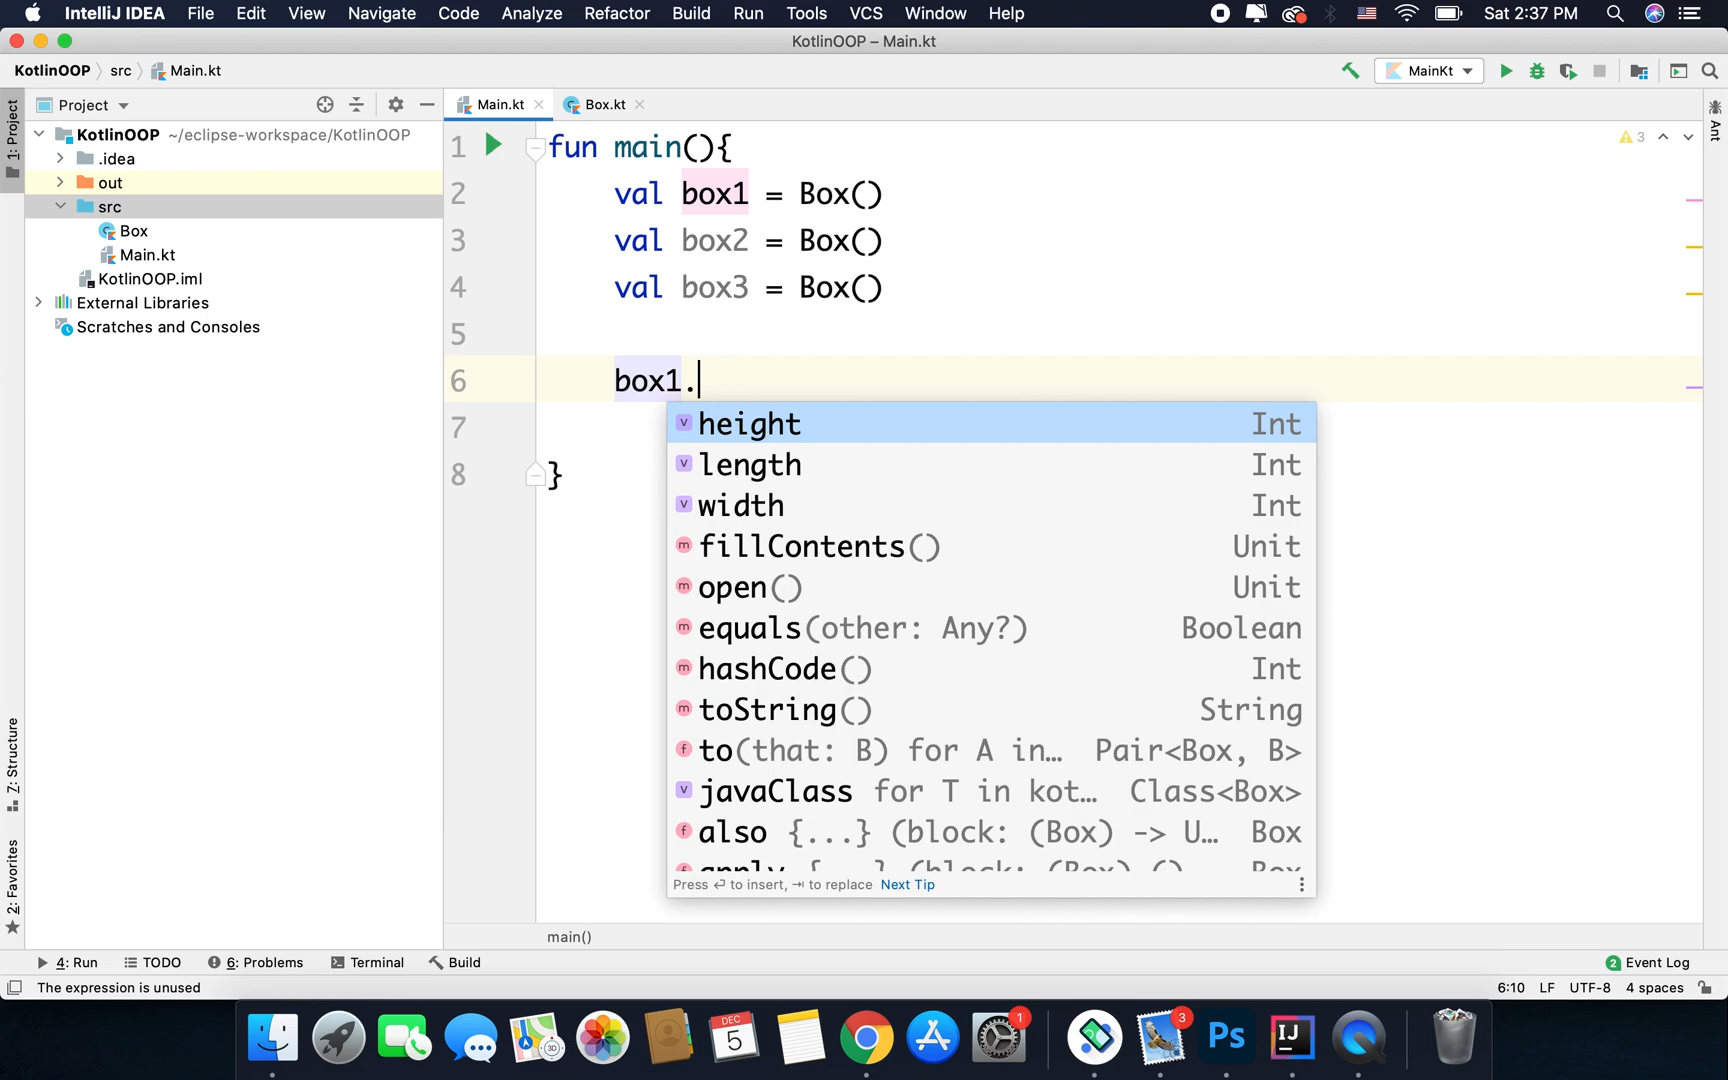 IntelliJ IDEA File Edit View Navigate Code Analyze Refactor Build Run Tools VCS Window Help Sat 2:37 PM
KotlinOOP – Main.kt
KotlinOOP src Main.kt MainKt
Project Main.kt Box.kt
1: Project
KotlinOOP ~/eclipse-workspace/KotlinOOP
.idea
out
src
Box
Main.kt
KotlinOOP.iml
External Libraries
Scratches and Consoles
Z: Structure
2: Favorites
Ant
3
1 fun main(){
2 val box1 = Box()
3 val box2 = Box()
4 val box3 = Box()
5
6 box1.
7
8 }
v height Int
v length Int
v width Int
m fillContents() Unit
m open() Unit
m equals(other: Any?) Boolean
m hashCode() Int
m toString() String
f to(that: B) for A in… Pair<Box, B>
v javaClass for T in kot… Class<Box>
f also {...} (block: (Box) -> U… Box
Press ↩ to insert, ⇥ to replace Next Tip
main()
4: Run TODO 6: Problems Terminal Build 2 Event Log
The expression is unused 6:10 LF UTF-8 4 spaces
DEC
5
3D
1
3
Ps
IJ